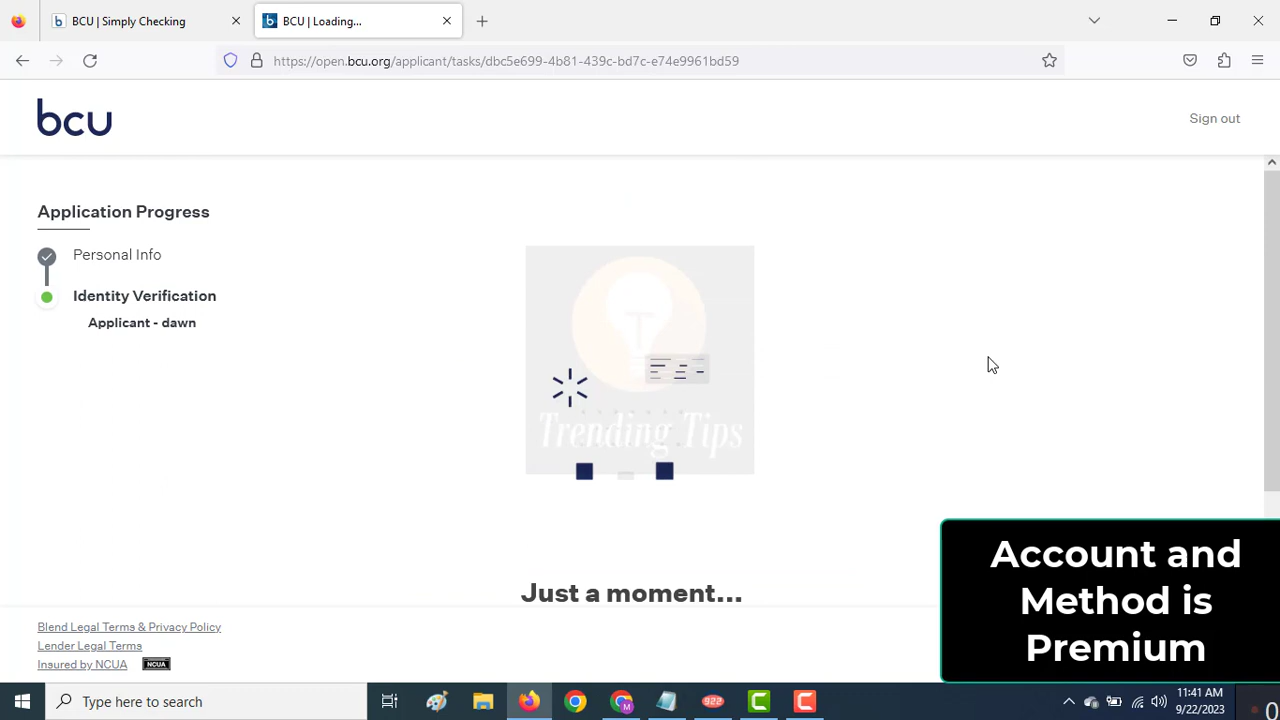 BCU | Simply Checking
BCU | Loading...
https://open.bcu.org/applicant/tasks/dbc5e699-4b81-439c-bd7c-e74e9961bd59
bcu
Sign out
Application Progress
Personal Info
Identity Verification
Applicant - dawn
Trending Tips
Just a moment...
Account and
Method is
Premium
Blend Legal Terms & Privacy Policy
Lender Legal Terms
Insured by NCUA
NCUA
Type here to search
922
11:41 AM
9/22/2023